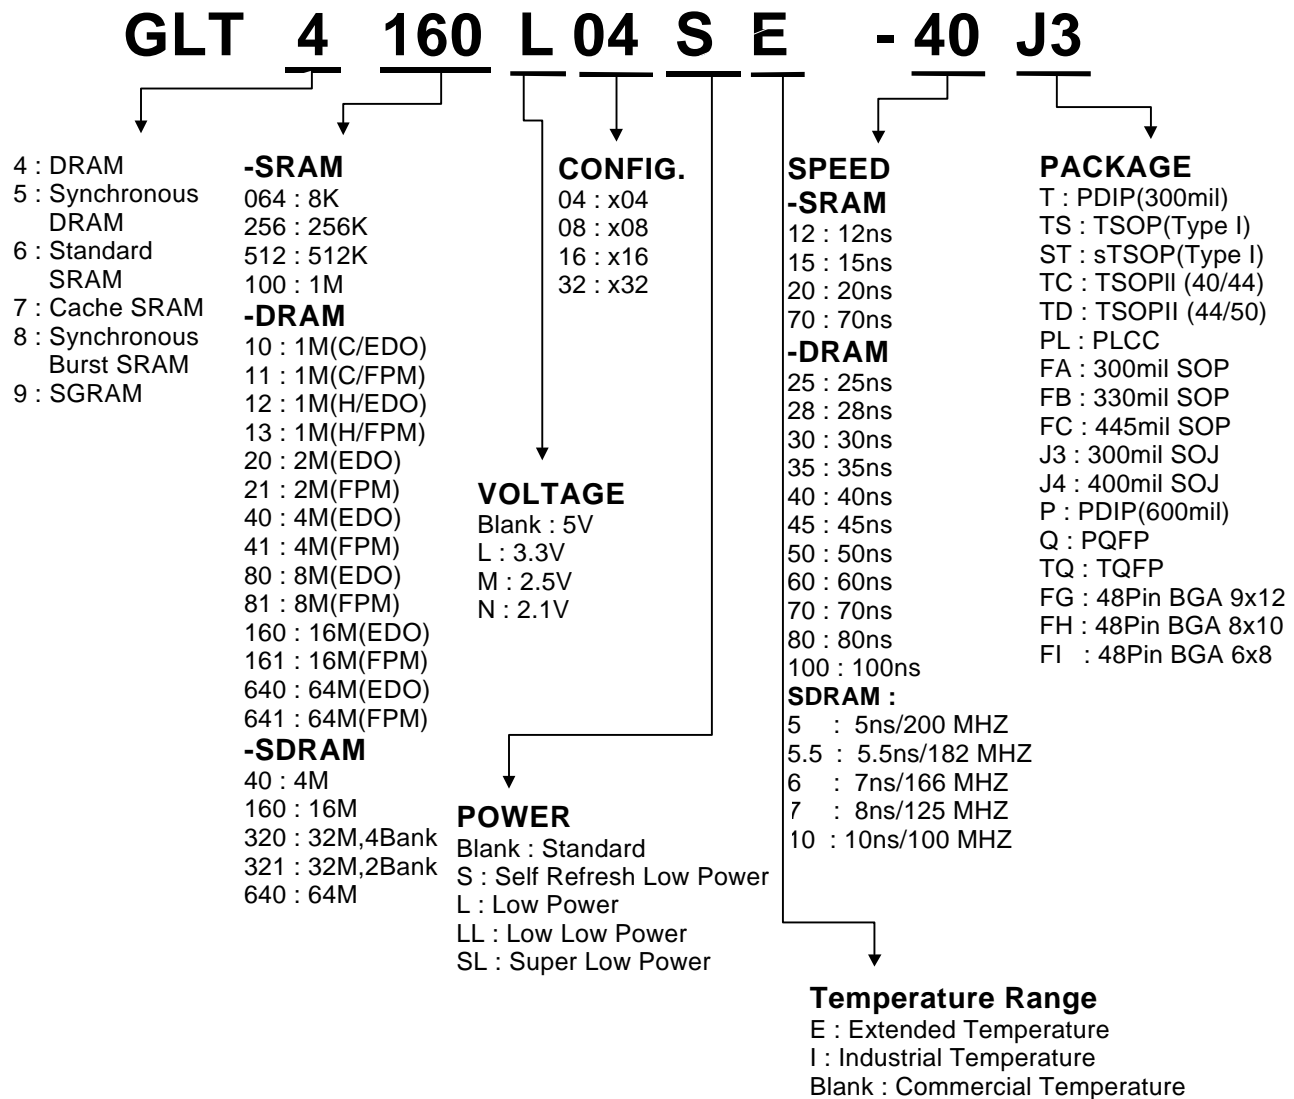 GLT 4 160 L 04 S E - 40 J3
4 : DRAM
5 : Synchronous
DRAM
6 : Standard
SRAM
7 : Cache SRAM
8 : Synchronous
Burst SRAM
9 : SGRAM
-SRAM
064 : 8K
256 : 256K
512 : 512K
100 : 1M
-DRAM
10 : 1M(C/EDO)
11 : 1M(C/FPM)
12 : 1M(H/EDO)
13 : 1M(H/FPM)
20 : 2M(EDO)
21 : 2M(FPM)
40 : 4M(EDO)
41 : 4M(FPM)
80 : 8M(EDO)
81 : 8M(FPM)
160 : 16M(EDO)
161 : 16M(FPM)
640 : 64M(EDO)
641 : 64M(FPM)
-SDRAM
40 : 4M
160 : 16M
320 : 32M,4Bank
321 : 32M,2Bank
640 : 64M
VOLTAGE
Blank : 5V
L : 3.3V
M : 2.5V
N : 2.1V
CONFIG.
04 : x04
08 : x08
16 : x16
32 : x32
POWER
Blank : Standard
S : Self Refresh Low Power
L : Low Power
LL : Low Low Power
SL : Super Low Power
SPEED
-SRAM
12 : 12ns
15 : 15ns
20 : 20ns
70 : 70ns
-DRAM
25 : 25ns
28 : 28ns
30 : 30ns
35 : 35ns
40 : 40ns
45 : 45ns
50 : 50ns
60 : 60ns
70 : 70ns
80 : 80ns
100 : 100ns
SDRAM :
5 : 5ns/200 MHZ
5.5 : 5.5ns/182 MHZ
6 : 7ns/166 MHZ
7 : 8ns/125 MHZ
10 : 10ns/100 MHZ
PACKAGE
T : PDIP(300mil)
TS : TSOP(Type I)
ST : sTSOP(Type I)
TC : TSOPll (40/44)
TD : TSOPII (44/50)
PL : PLCC
FA : 300mil SOP
FB : 330mil SOP
FC : 445mil SOP
J3 : 300mil SOJ
J4 : 400mil SOJ
P : PDIP(600mil)
Q : PQFP
TQ : TQFP
FG : 48Pin BGA 9x12
FH : 48Pin BGA 8x10
FI : 48Pin BGA 6x8
Temperature Range
E : Extended Temperature
I : Industrial Temperature
Blank : Commercial Temperature